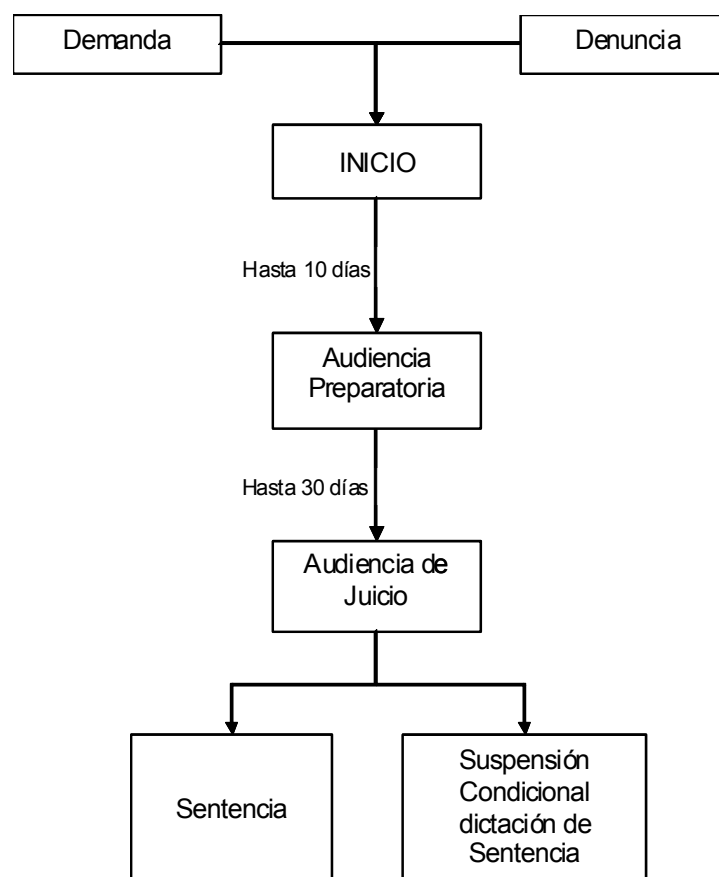 Demanda
Denuncia
INICIO
Hasta 10 días
Audiencia
Preparatoria
Hasta 30 días
Audiencia de
Juicio
Sentencia
Suspensión
Condicional
dictación de
Sentencia